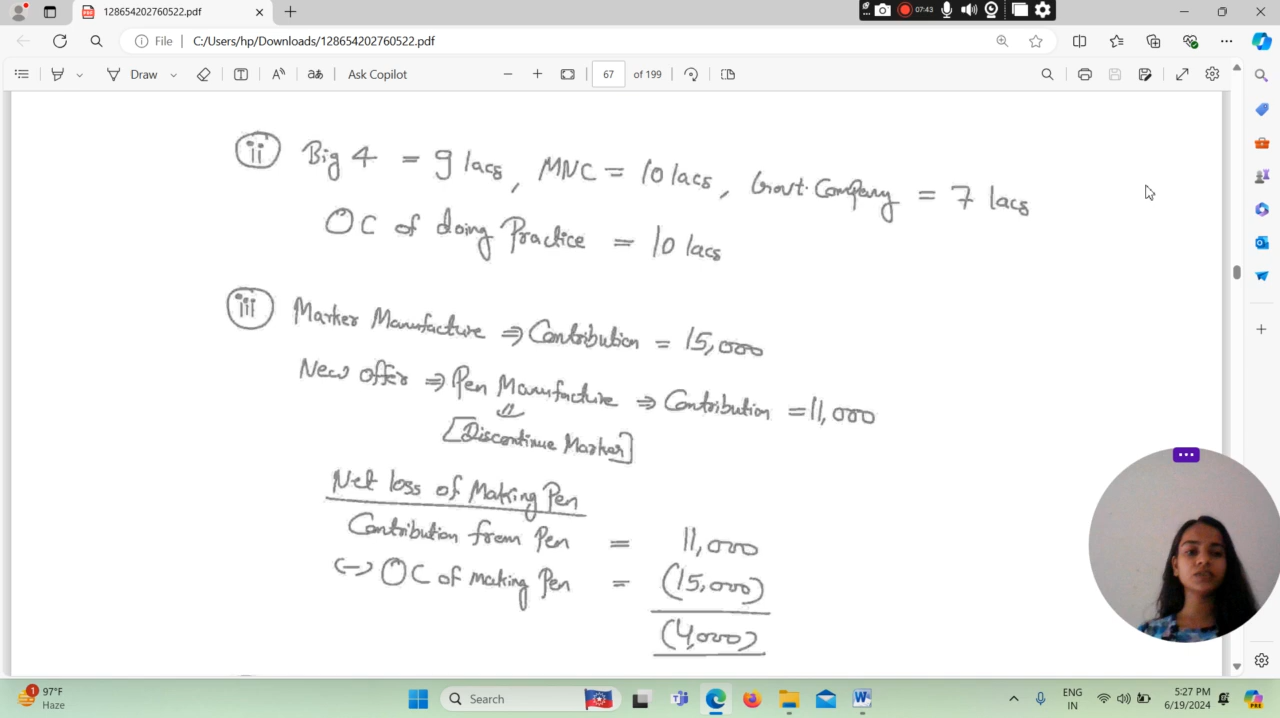 128654202760522.pdf
07:43
File | C:/Users/hp/Downloads/128654202760522.pdf
Draw
Ask Copilot
67 of 199
ii Big 4 = 9 lacs, MNC = 10 lacs, Govt. Company = 7 lacs
OC of doing Practice = 10 lacs
iii Marker Manufacture ⇒ Contribution = 15,000
New offer ⇒ Pen Manufacture ⇒ Contribution = 11,000
[Discontinue Marker]
Net loss of Making Pen
Contribution from Pen = 11,000
(-) OC of making Pen = (15,000)
(4,000)
1
97°F
Haze
Search
ENG
IN
5:27 PM
6/19/2024